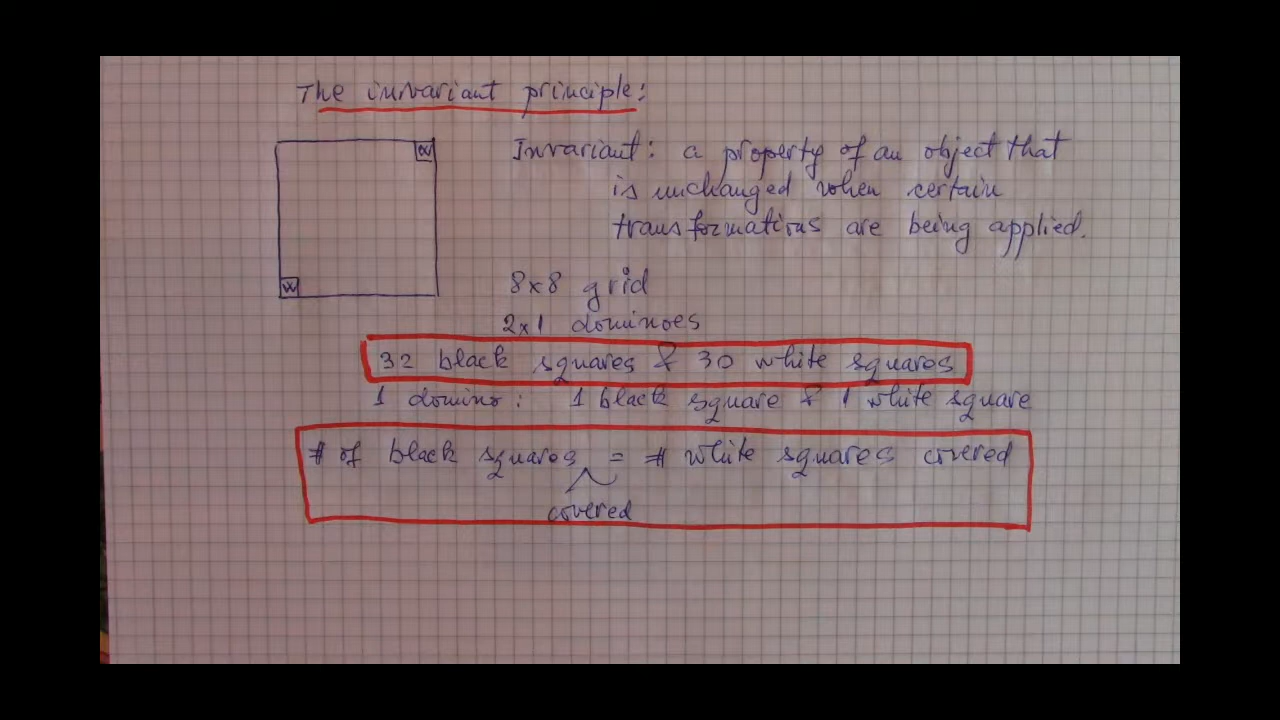 The invariant principle:
W
Invariant: a property of an object that
is unchanged when certain
transformations are being applied.
W
8x8 grid
2x1 dominoes
32 black squares & 30 white squares
1 domino: 1 black square & 1 white square
# of black squares = # white squares covered
covered